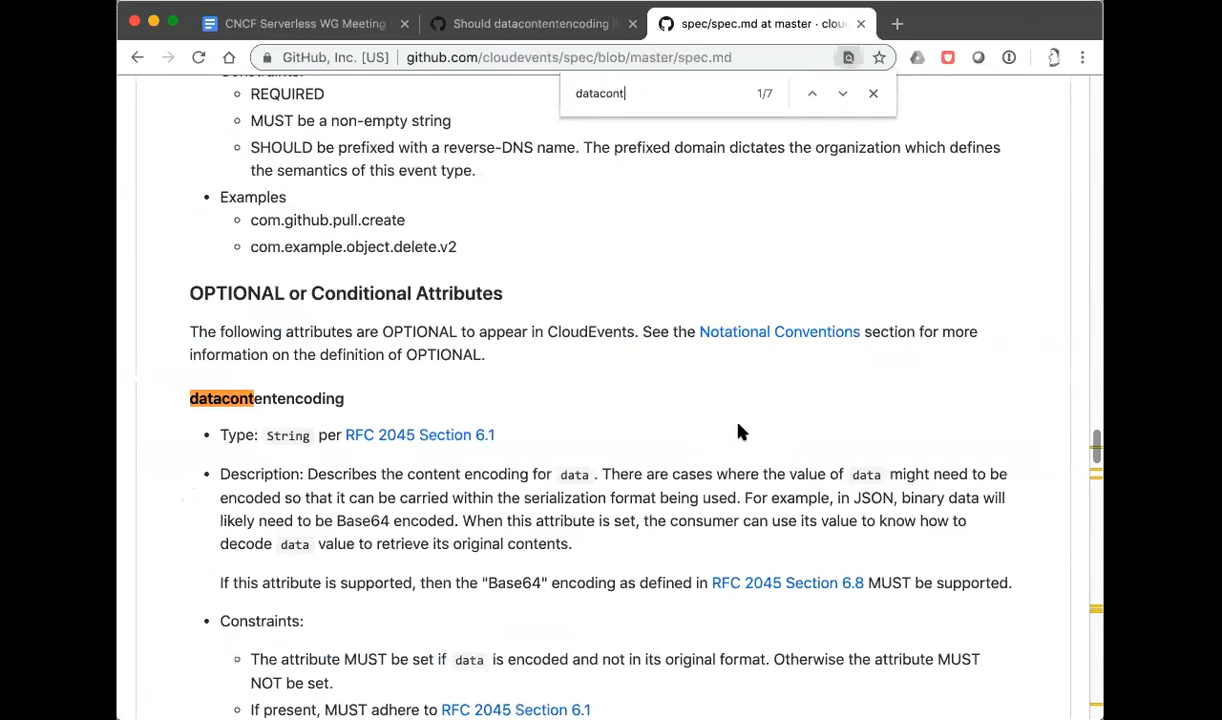 CNCF Serverless WG Meeting
Should datacontentencoding
spec/spec.md at master · clou
GitHub, Inc. [US] | github.com/cloudevents/spec/blob/master/spec.md
datacont 1/7
Constraints:
REQUIRED
MUST be a non-empty string
SHOULD be prefixed with a reverse-DNS name. The prefixed domain dictates the organization which defines
the semantics of this event type.
Examples
com.github.pull.create
com.example.object.delete.v2
OPTIONAL or Conditional Attributes
The following attributes are OPTIONAL to appear in CloudEvents. See the Notational Conventions section for more
information on the definition of OPTIONAL.
datacontentencoding
Type: String per RFC 2045 Section 6.1
Description: Describes the content encoding for data. There are cases where the value of data might need to be
encoded so that it can be carried within the serialization format being used. For example, in JSON, binary data will
likely need to be Base64 encoded. When this attribute is set, the consumer can use its value to know how to
decode data value to retrieve its original contents.
If this attribute is supported, then the "Base64" encoding as defined in RFC 2045 Section 6.8 MUST be supported.
Constraints:
The attribute MUST be set if data is encoded and not in its original format. Otherwise the attribute MUST
NOT be set.
If present, MUST adhere to RFC 2045 Section 6.1